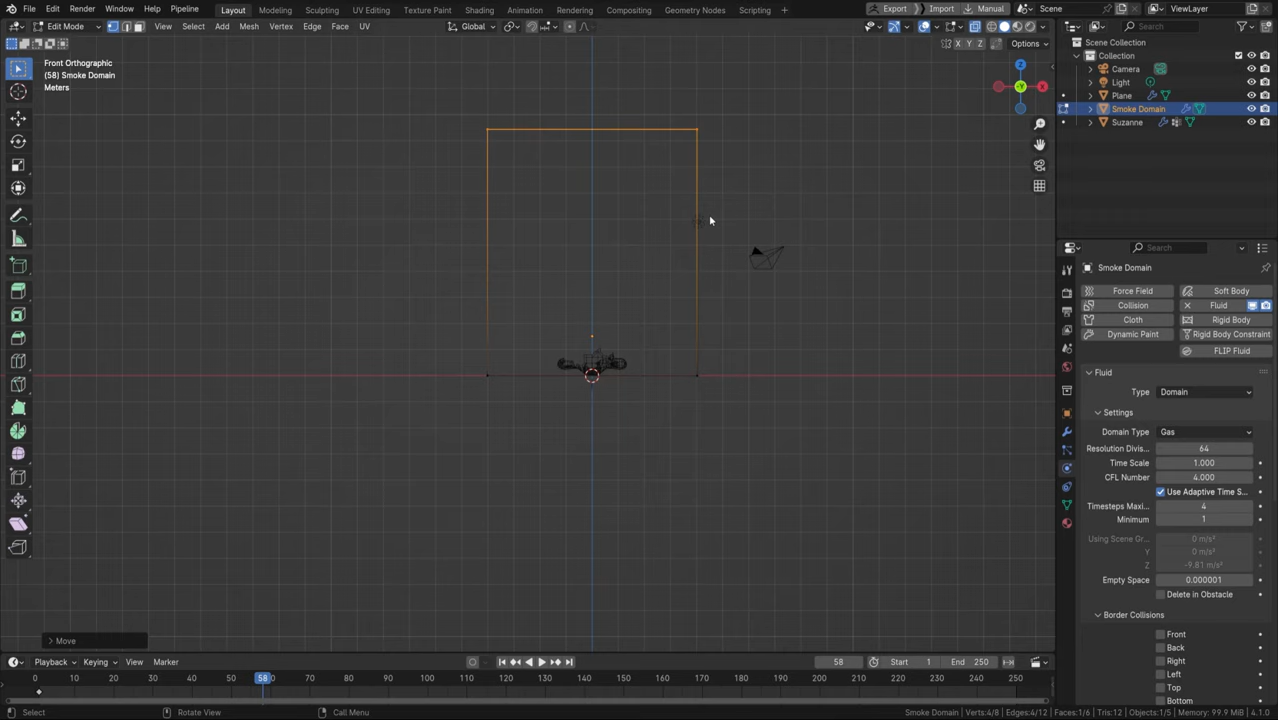 File Edit Render Window Help Pipeline Layout Modeling Sculpting UV Editing Texture Paint Shading Animation Rendering Compositing Geometry Nodes Scripting Export Import Manual Scene ViewLayer
Edit Mode View Select Add Mesh Vertex Edge Face UV Global Search
X Y Z Options
Front Orthographic
(58) Smoke Domain
Meters
Z
-Y
Scene Collection
Collection
Camera
Light
Plane
Smoke Domain
Suzanne
Search
Smoke Domain
Force Field Soft Body
Collision Fluid
Cloth Rigid Body
Dynamic Paint Rigid Body Constraint
FLIP Fluid
Fluid
Type Domain
Settings
Domain Type Gas
Resolution Divis... 64
Time Scale 1.000
CFL Number 4.000
Use Adaptive Time S...
Timesteps Maxi... 4
Minimum 1
Using Scene Gr... 0 m/s²
Y 0 m/s²
Z -9.81 m/s²
Empty Space 0.000001
Delete in Obstacle
Border Collisions
Front
Back
Right
Left
Top
Bottom
Move
Playback Keying View Marker 58 Start 1 End 250
0 10 20 30 40 50 58 70 80 90 100 110 120 130 140 150 160 170 180 190 200 210 220 230 240 250
Select Rotate View Call Menu Smoke Domain | Verts:4/8 | Edges:4/12 | Faces:1/6 | Tris:12 | Objects:1/5 | Memory: 99.9 MiB | 4.1.0